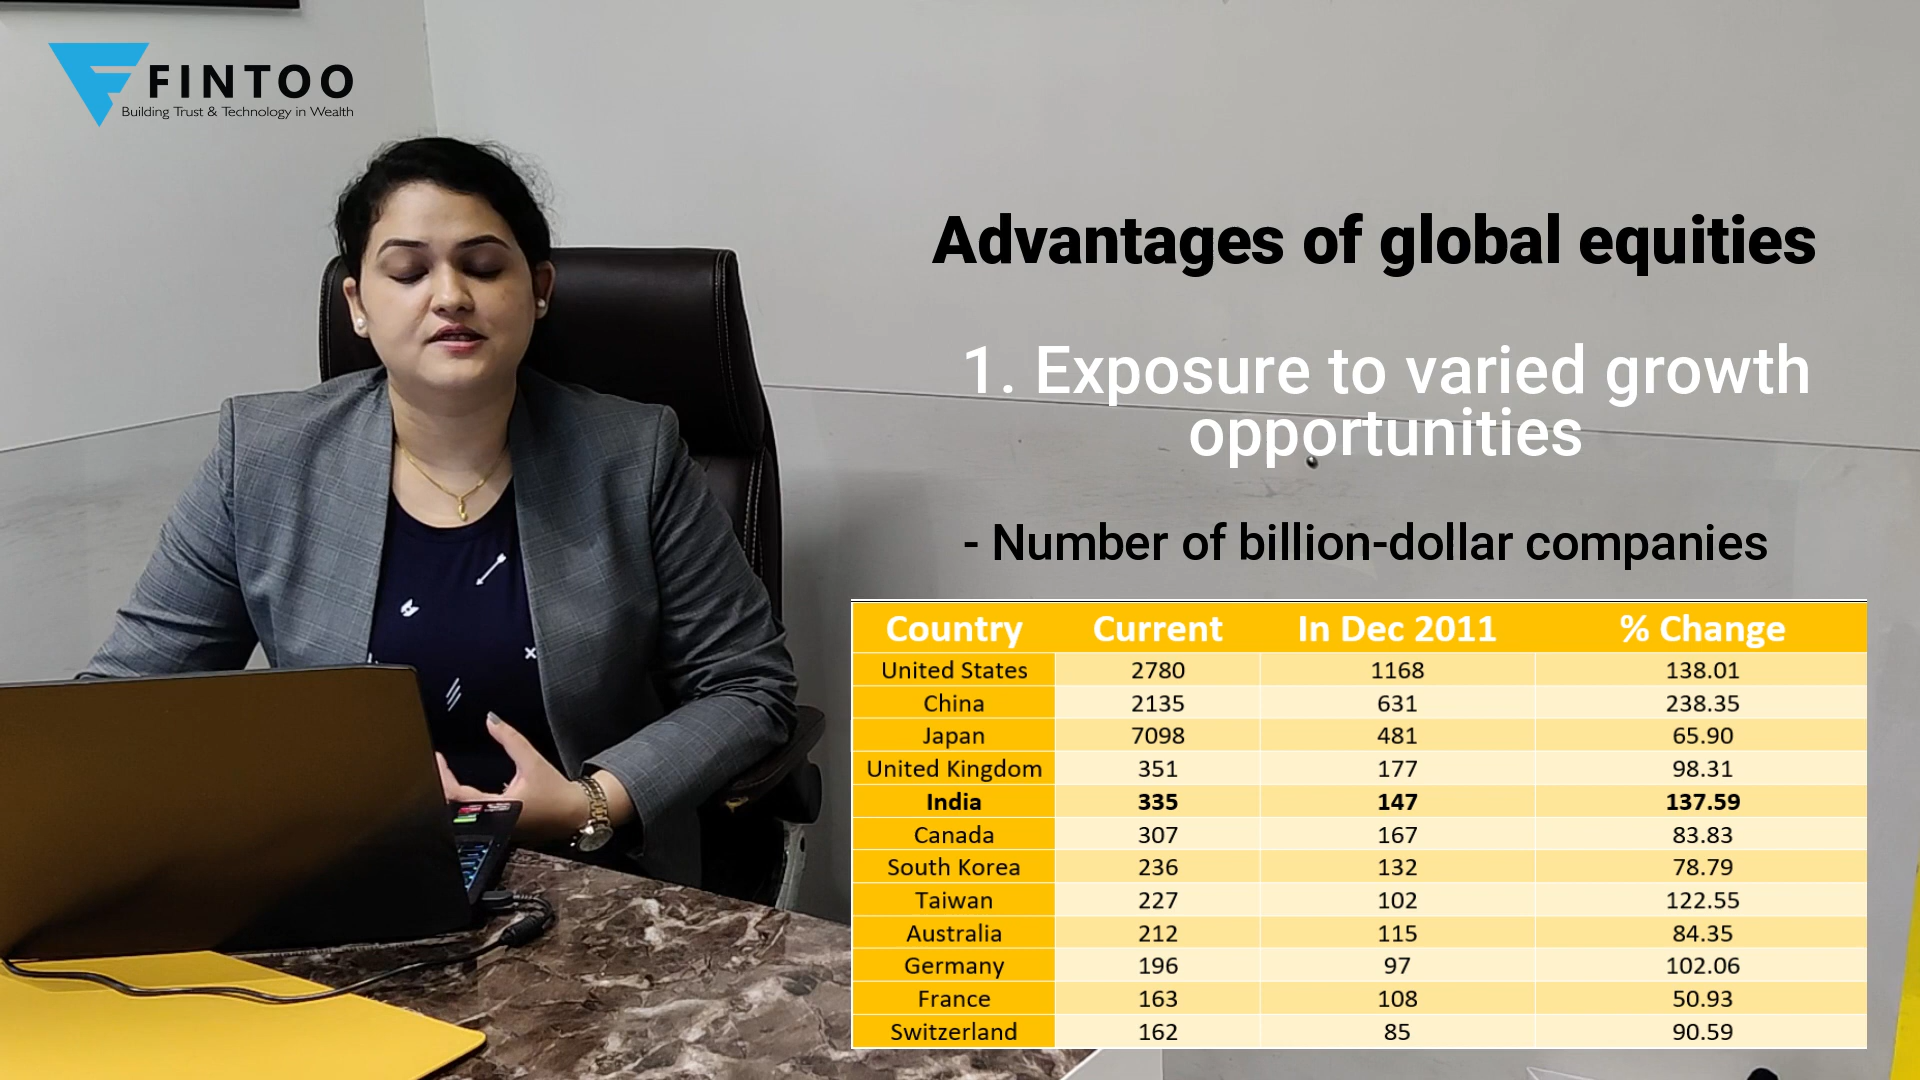 FINTOO
Building Trust & Technology in Wealth
Advantages of global equities
1. Exposure to varied growth
opportunities
- Number of billion-dollar companies
Country Current In Dec 2011 % Change
United States 2780 1168 138.01
China 2135 631 238.35
Japan 7098 481 65.90
United Kingdom 351 177 98.31
India 335 147 137.59
Canada 307 167 83.83
South Korea 236 132 78.79
Taiwan 227 102 122.55
Australia 212 115 84.35
Germany 196 97 102.06
France 163 108 50.93
Switzerland 162 85 90.59